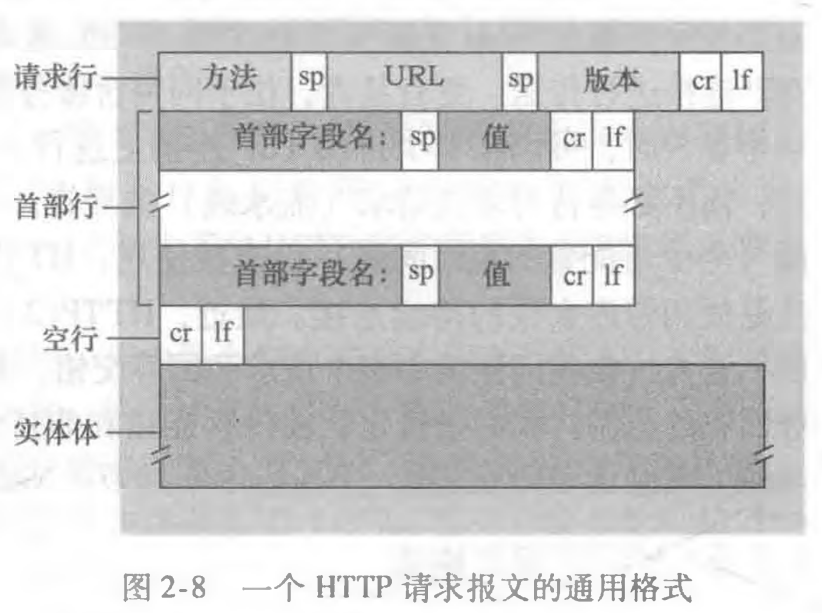 请求行 方法 sp URL sp 版本 cr lf
首部字段名: sp 值 cr lf
首部行
首部字段名: sp 值 cr lf
空行 cr lf
实体体
图 2-8 一个 HTTP 请求报文的通用格式